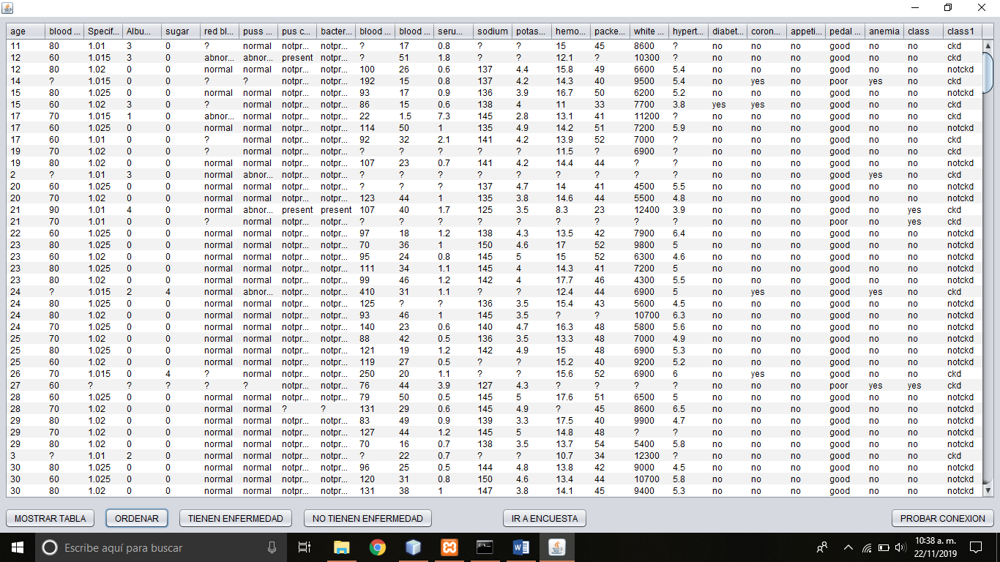 age blood ... Specif... Albu... sugar red bl... puss ... pus c... bacter... blood ... blood ... seru... sodium potas... hemo... packe... white ... hypert... diabet... coron... appeti... pedal ... anemia class class1
11 80 1.01 3 0 ? normal notpr... notpr... ? 17 0.8 ? ? 15 45 8600 ? no no no good no no ckd
12 60 1.015 3 0 abnor... abnor... present notpr... ? 51 1.8 ? ? 12.1 ? 10300 ? no no no good no no ckd
12 80 1.02 0 0 normal normal notpr... notpr... 100 26 0.6 137 4.4 15.8 49 6600 5.4 no no no good no no notckd
14 ? 1.015 0 0 ? ? notpr... notpr... 192 15 0.8 137 4.2 14.3 40 9500 5.4 no yes no poor yes no ckd
15 80 1.025 0 0 normal normal notpr... notpr... 93 17 0.9 136 3.9 16.7 50 6200 5.2 no no no good no no notckd
15 60 1.02 3 0 ? normal notpr... notpr... 86 15 0.6 138 4 11 33 7700 3.8 yes yes no good no no ckd
17 70 1.015 1 0 abnor... normal notpr... notpr... 22 1.5 7.3 145 2.8 13.1 41 11200 ? no no no good no no ckd
17 60 1.025 0 0 normal normal notpr... notpr... 114 50 1 135 4.9 14.2 51 7200 5.9 no no no good no no notckd
17 60 1.01 0 0 ? normal notpr... notpr... 92 32 2.1 141 4.2 13.9 52 7000 ? no no no good no no ckd
19 70 1.02 0 0 ? normal notpr... notpr... ? ? ? ? ? 11.5 ? 6900 ? no no no good no no ckd
19 80 1.02 0 0 normal normal notpr... notpr... 107 23 0.7 141 4.2 14.4 44 ? ? no no no good no no notckd
2 ? 1.01 3 0 normal abnor... notpr... notpr... ? ? ? ? ? ? ? ? ? no no no good yes no ckd
20 60 1.025 0 0 normal normal notpr... notpr... ? ? ? 137 4.7 14 41 4500 5.5 no no no good no no notckd
20 70 1.02 0 0 normal normal notpr... notpr... 123 44 1 135 3.8 14.6 44 5500 4.8 no no no good no no notckd
21 90 1.01 4 0 normal abnor... present present 107 40 1.7 125 3.5 8.3 23 12400 3.9 no no no good no yes ckd
21 70 1.01 0 0 ? normal notpr... notpr... ? ? ? ? ? ? ? ? ? no no no poor no yes ckd
22 60 1.025 0 0 normal normal notpr... notpr... 97 18 1.2 138 4.3 13.5 42 7900 6.4 no no no good no no notckd
23 80 1.025 0 0 normal normal notpr... notpr... 70 36 1 150 4.6 17 52 9800 5 no no no good no no notckd
23 60 1.02 0 0 normal normal notpr... notpr... 95 24 0.8 145 5 15 52 6300 4.6 no no no good no no notckd
23 80 1.025 0 0 normal normal notpr... notpr... 111 34 1.1 145 4 14.3 41 7200 5 no no no good no no notckd
23 80 1.02 0 0 normal normal notpr... notpr... 99 46 1.2 142 4 17.7 46 4300 5.5 no no no good no no notckd
24 ? 1.015 2 4 normal abnor... notpr... notpr... 410 31 1.1 ? ? 12.4 44 6900 5 no yes no good yes no ckd
24 80 1.025 0 0 normal normal notpr... notpr... 125 ? ? 136 3.5 15.4 43 5600 4.5 no no no good no no notckd
24 80 1.02 0 0 normal normal notpr... notpr... 93 46 1 145 3.5 ? ? 10700 6.3 no no no good no no notckd
24 70 1.025 0 0 normal normal notpr... notpr... 140 23 0.6 140 4.7 16.3 48 5800 5.6 no no no good no no notckd
25 70 1.02 0 0 normal normal notpr... notpr... 88 42 0.5 136 3.5 13.3 48 7000 4.9 no no no good no no notckd
25 80 1.025 0 0 normal normal notpr... notpr... 121 19 1.2 142 4.9 15 48 6900 5.3 no no no good no no notckd
25 60 1.02 0 0 normal normal notpr... notpr... 119 27 0.5 ? ? 15.2 40 9200 5.2 no no no good no no notckd
26 70 1.015 0 4 ? normal notpr... notpr... 250 20 1.1 ? ? 15.6 52 6900 6 no yes no good no no ckd
27 60 ? ? ? ? ? notpr... notpr... 76 44 3.9 127 4.3 ? ? ? ? no no no poor yes yes ckd
28 60 1.025 0 0 normal normal notpr... notpr... 79 50 0.5 145 5 17.6 51 6500 5 no no no good no no notckd
28 70 1.02 0 0 normal normal ? ? 131 29 0.6 145 4.9 ? 45 8600 6.5 no no no good no no notckd
29 80 1.02 0 0 normal normal notpr... notpr... 83 49 0.9 139 3.3 17.5 40 9900 4.7 no no no good no no notckd
29 70 1.02 0 0 normal normal notpr... notpr... 127 44 1.2 145 5 14.8 48 ? ? no no no good no no notckd
29 80 1.02 0 0 normal normal notpr... notpr... 70 16 0.7 138 3.5 13.7 54 5400 5.8 no no no good no no notckd
3 ? 1.01 2 0 normal normal notpr... notpr... ? 22 0.7 ? ? 10.7 34 12300 ? no no no good no no ckd
30 80 1.025 0 0 normal normal notpr... notpr... 96 25 0.5 144 4.8 13.8 42 9000 4.5 no no no good no no notckd
30 60 1.025 0 0 normal normal notpr... notpr... 120 31 0.8 150 4.6 13.4 44 10700 5.8 no no no good no no notckd
30 80 1.02 0 0 normal normal notpr... notpr... 131 38 1 147 3.8 14.1 45 9400 5.3 no no no good no no notckd
MOSTRAR TABLA ORDENAR TIENEN ENFERMEDAD NO TIENEN ENFERMEDAD IR A ENCUESTA PROBAR CONEXION
Escribe aquí para buscar
10:38 a. m.
22/11/2019